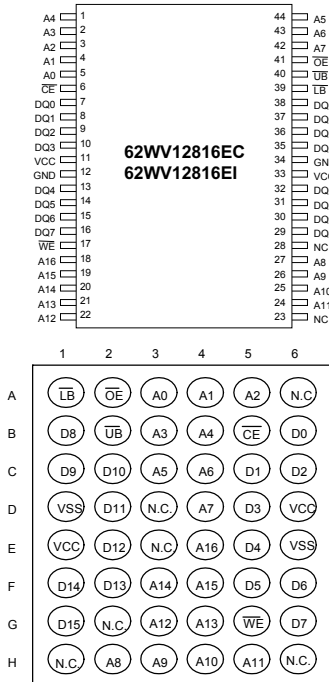 A4 1 44 A5
A3 2 43 A6
A2 3 42 A7
A1 4 41 OE
A0 5 40 UB
CE 6 39 LB
DQ0 7 38 DQ
DQ1 8 37 DQ
DQ2 9 36 DQ
DQ3 10 35 DQ
VCC 11 34 GN
GND 12 33 VC
DQ4 13 32 DQ
DQ5 14 31 DQ
DQ6 15 30 DQ
DQ7 16 29 DQ
WE 17 28 NC
A16 18 27 A8
A15 19 26 A9
A14 20 25 A10
A13 21 24 A11
A12 22 23 NC
62WV12816EC
62WV12816EI
1 2 3 4 5 6
A LB OE A0 A1 A2 N.C
B D8 UB A3 A4 CE D0
C D9 D10 A5 A6 D1 D2
D VSS D11 N.C. A7 D3 VCC
E VCC D12 N.C. A16 D4 VSS
F D14 D13 A14 A15 D5 D6
G D15 N.C. A12 A13 WE D7
H N.C. A8 A9 A10 A11 N.C.